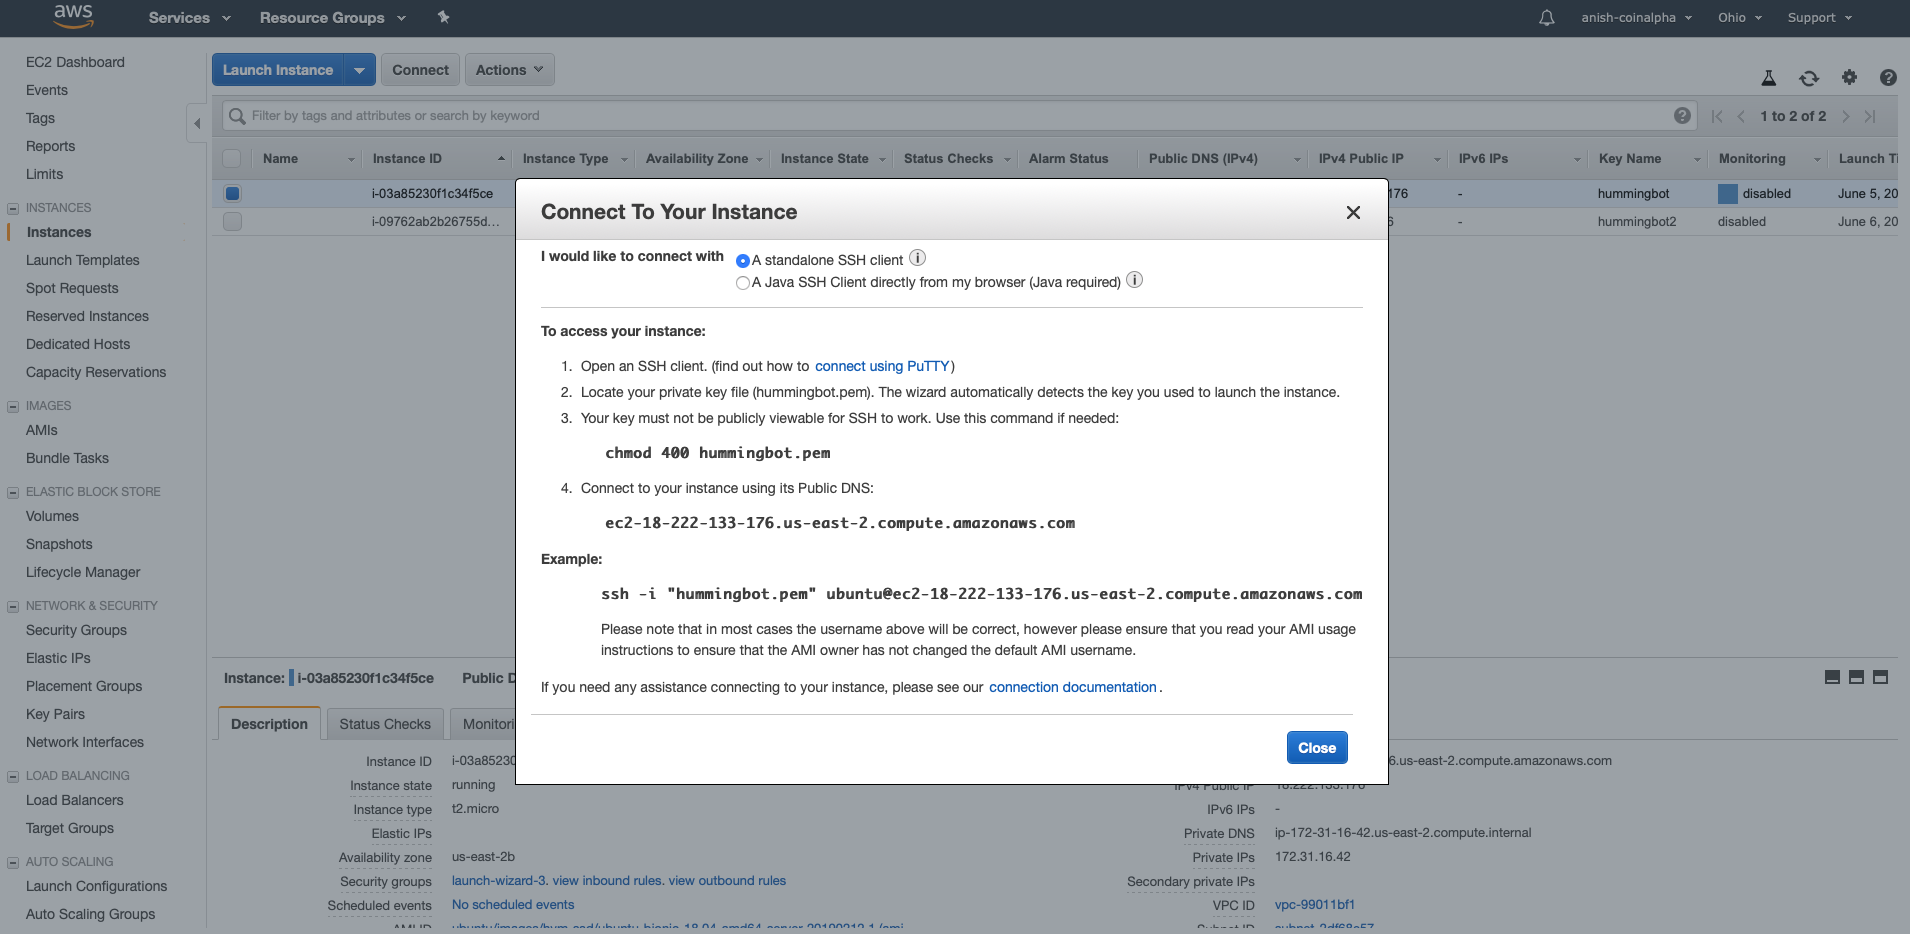 aws
Services
Resource Groups
anish-coinalpha
Ohio
Support
EC2 Dashboard
Events
Tags
Reports
Limits
INSTANCES
Instances
Launch Templates
Spot Requests
Reserved Instances
Dedicated Hosts
Capacity Reservations
IMAGES
AMIs
Bundle Tasks
ELASTIC BLOCK STORE
Volumes
Snapshots
Lifecycle Manager
NETWORK & SECURITY
Security Groups
Elastic IPs
Placement Groups
Key Pairs
Network Interfaces
LOAD BALANCING
Load Balancers
Target Groups
AUTO SCALING
Launch Configurations
Auto Scaling Groups
Launch Instance
Connect
Actions
Filter by tags and attributes or search by keyword
1 to 2 of 2
Name Instance ID Instance Type Availability Zone Instance State Status Checks Alarm Status Public DNS (IPv4) IPv4 Public IP IPv6 IPs Key Name Monitoring Launch Ti
i-03a85230f1c34f5ce 176 - hummingbot disabled June 5, 20
i-09762ab2b26755d... - hummingbot2 disabled June 6, 20
Connect To Your Instance
I would like to connect with
A standalone SSH client
A Java SSH Client directly from my browser (Java required)
To access your instance:
1. Open an SSH client. (find out how to connect using PuTTY)
2. Locate your private key file (hummingbot.pem). The wizard automatically detects the key you used to launch the instance.
3. Your key must not be publicly viewable for SSH to work. Use this command if needed:
chmod 400 hummingbot.pem
4. Connect to your instance using its Public DNS:
ec2-18-222-133-176.us-east-2.compute.amazonaws.com
Example:
ssh -i "hummingbot.pem" ubuntu@ec2-18-222-133-176.us-east-2.compute.amazonaws.com
Please note that in most cases the username above will be correct, however please ensure that you read your AMI usage
instructions to ensure that the AMI owner has not changed the default AMI username.
If you need any assistance connecting to your instance, please see our connection documentation.
Close
Instance: i-03a85230f1c34f5ce Public D
Description
Status Checks
Monitori
Instance ID i-03a85230
Instance state running
Instance type t2.micro
Elastic IPs
Availability zone us-east-2b
Security groups launch-wizard-3. view inbound rules. view outbound rules
Scheduled events No scheduled events
AMI ID ubuntu/images/hvm-ssd/ubuntu-bionic-18.04-amd64-server-20190212.1 (ami-
6.us-east-2.compute.amazonaws.com
IPv4 Public IP 18.222.133.176
IPv6 IPs -
Private DNS ip-172-31-16-42.us-east-2.compute.internal
Private IPs 172.31.16.42
Secondary private IPs
VPC ID vpc-99011bf1
Subnet ID subnet-2df68e57